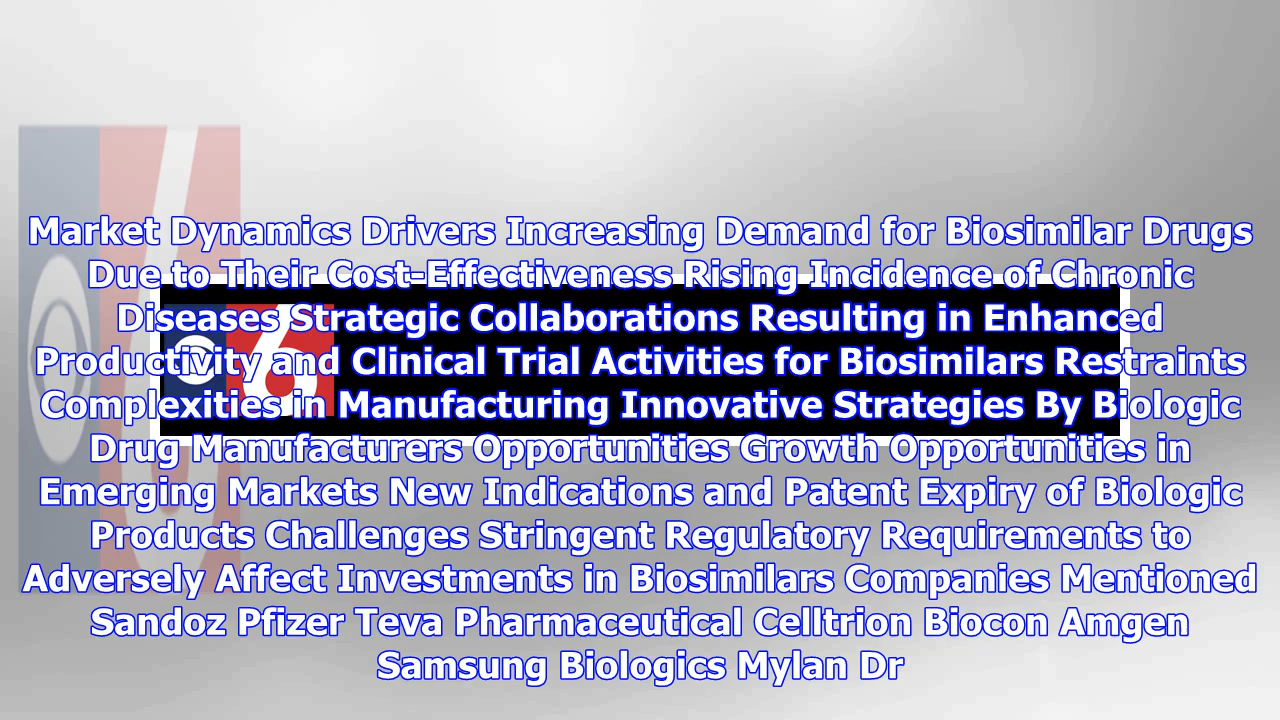 Market Dynamics Drivers Increasing Demand for Biosimilar Drugs
Due to Their Cost-Effectiveness Rising Incidence of Chronic
Diseases Strategic Collaborations Resulting in Enhanced
Productivity and Clinical Trial Activities for Biosimilars Restraints
Complexities in Manufacturing Innovative Strategies By Biologic
Drug Manufacturers Opportunities Growth Opportunities in
Emerging Markets New Indications and Patent Expiry of Biologic
Products Challenges Stringent Regulatory Requirements to
Adversely Affect Investments in Biosimilars Companies Mentioned
Sandoz Pfizer Teva Pharmaceutical Celltrion Biocon Amgen
Samsung Biologics Mylan Dr
6
6